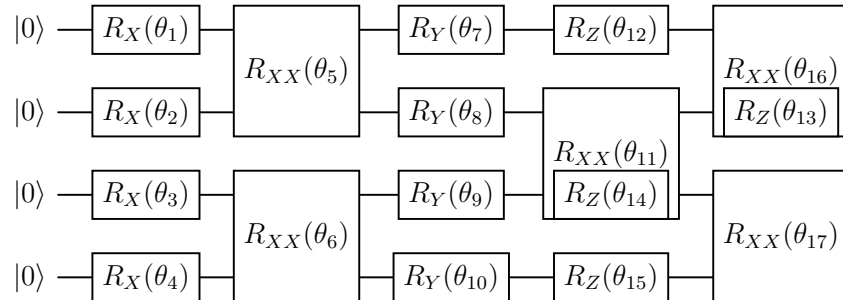 |0⟩ R_X(θ_1) R_Y(θ_7) R_Z(θ_12)
R_XX(θ_5) R_XX(θ_16)
|0⟩ R_X(θ_2) R_Y(θ_8) R_Z(θ_13)
R_XX(θ_11)
|0⟩ R_X(θ_3) R_Y(θ_9) R_Z(θ_14)
R_XX(θ_6) R_XX(θ_17)
|0⟩ R_X(θ_4) R_Y(θ_10) R_Z(θ_15)